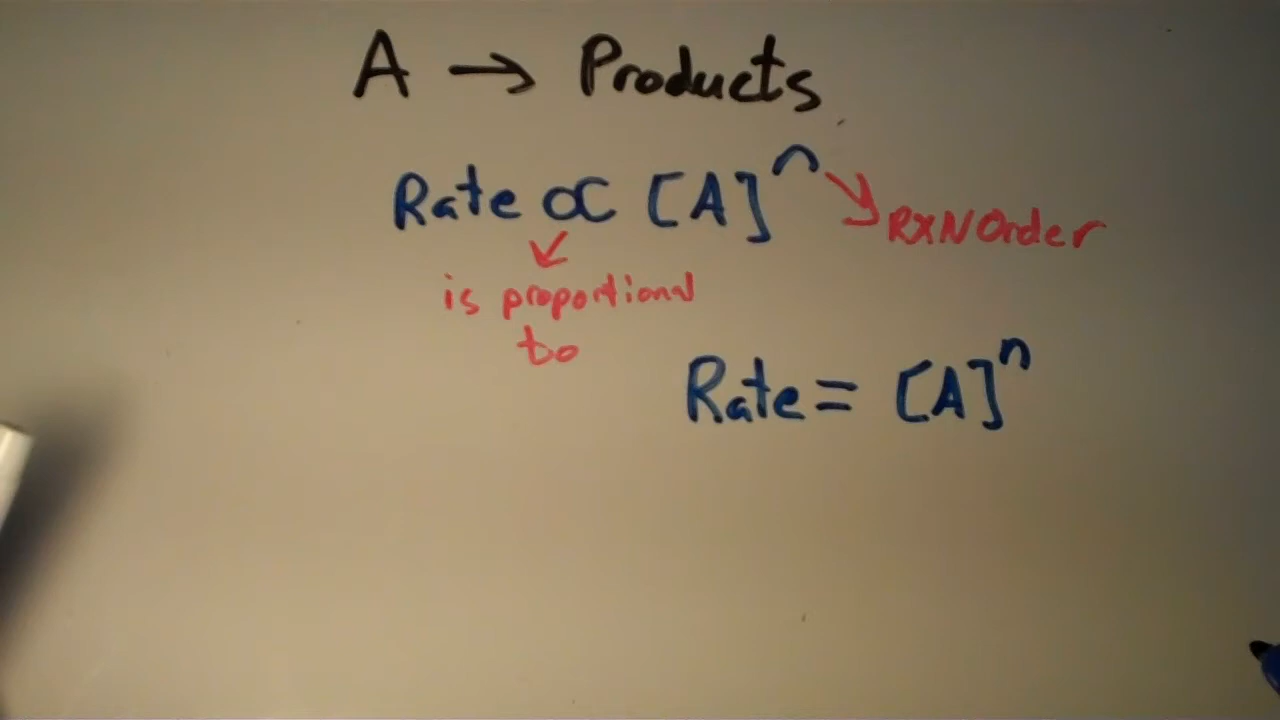 A → Products
Rate ∝ [A]ⁿ RXN Order
is proportional
to
Rate = [A]ⁿ